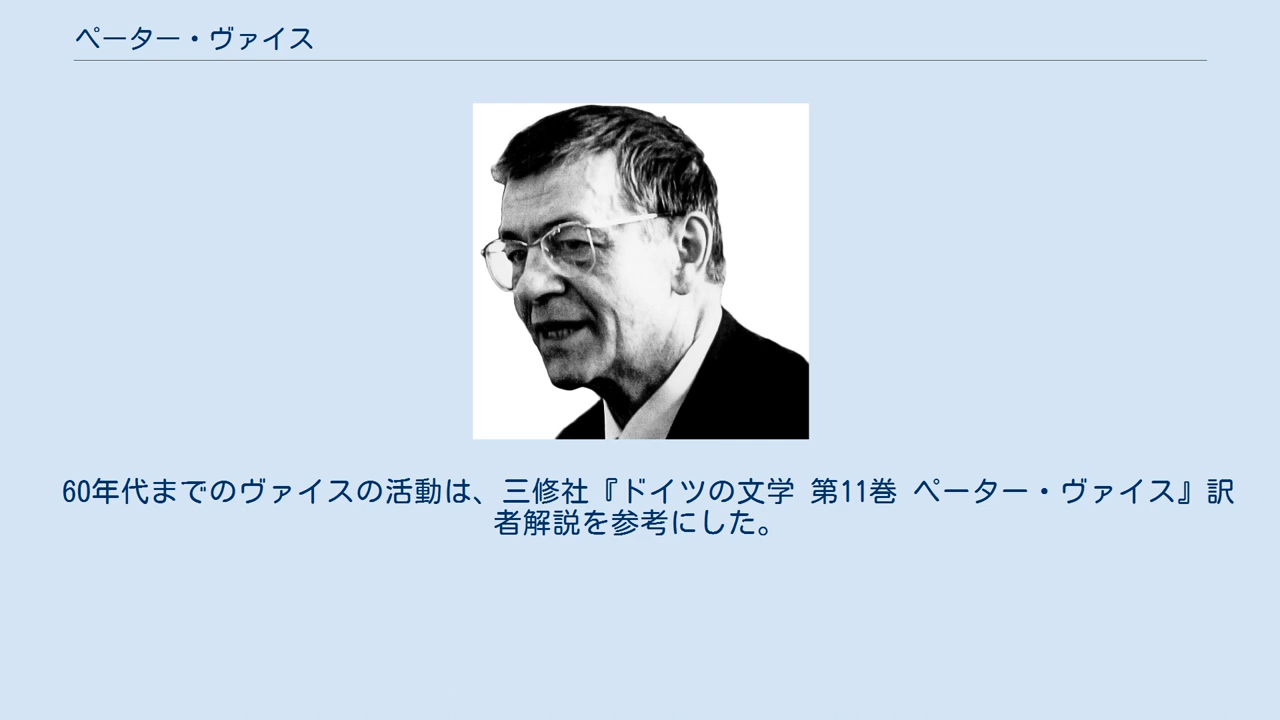 ペーター・ヴァイス
60年代までのヴァイスの活動は、三修社『ドイツの文学 第11巻 ペーター・ヴァイス』訳
者解説を参考にした。